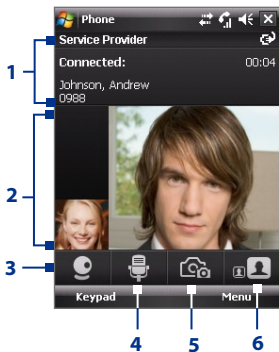 Phone
Service Provider
Connected: 00:04
Johnson, Andrew
0988
1
2
3
Keypad Menu
4 5 6